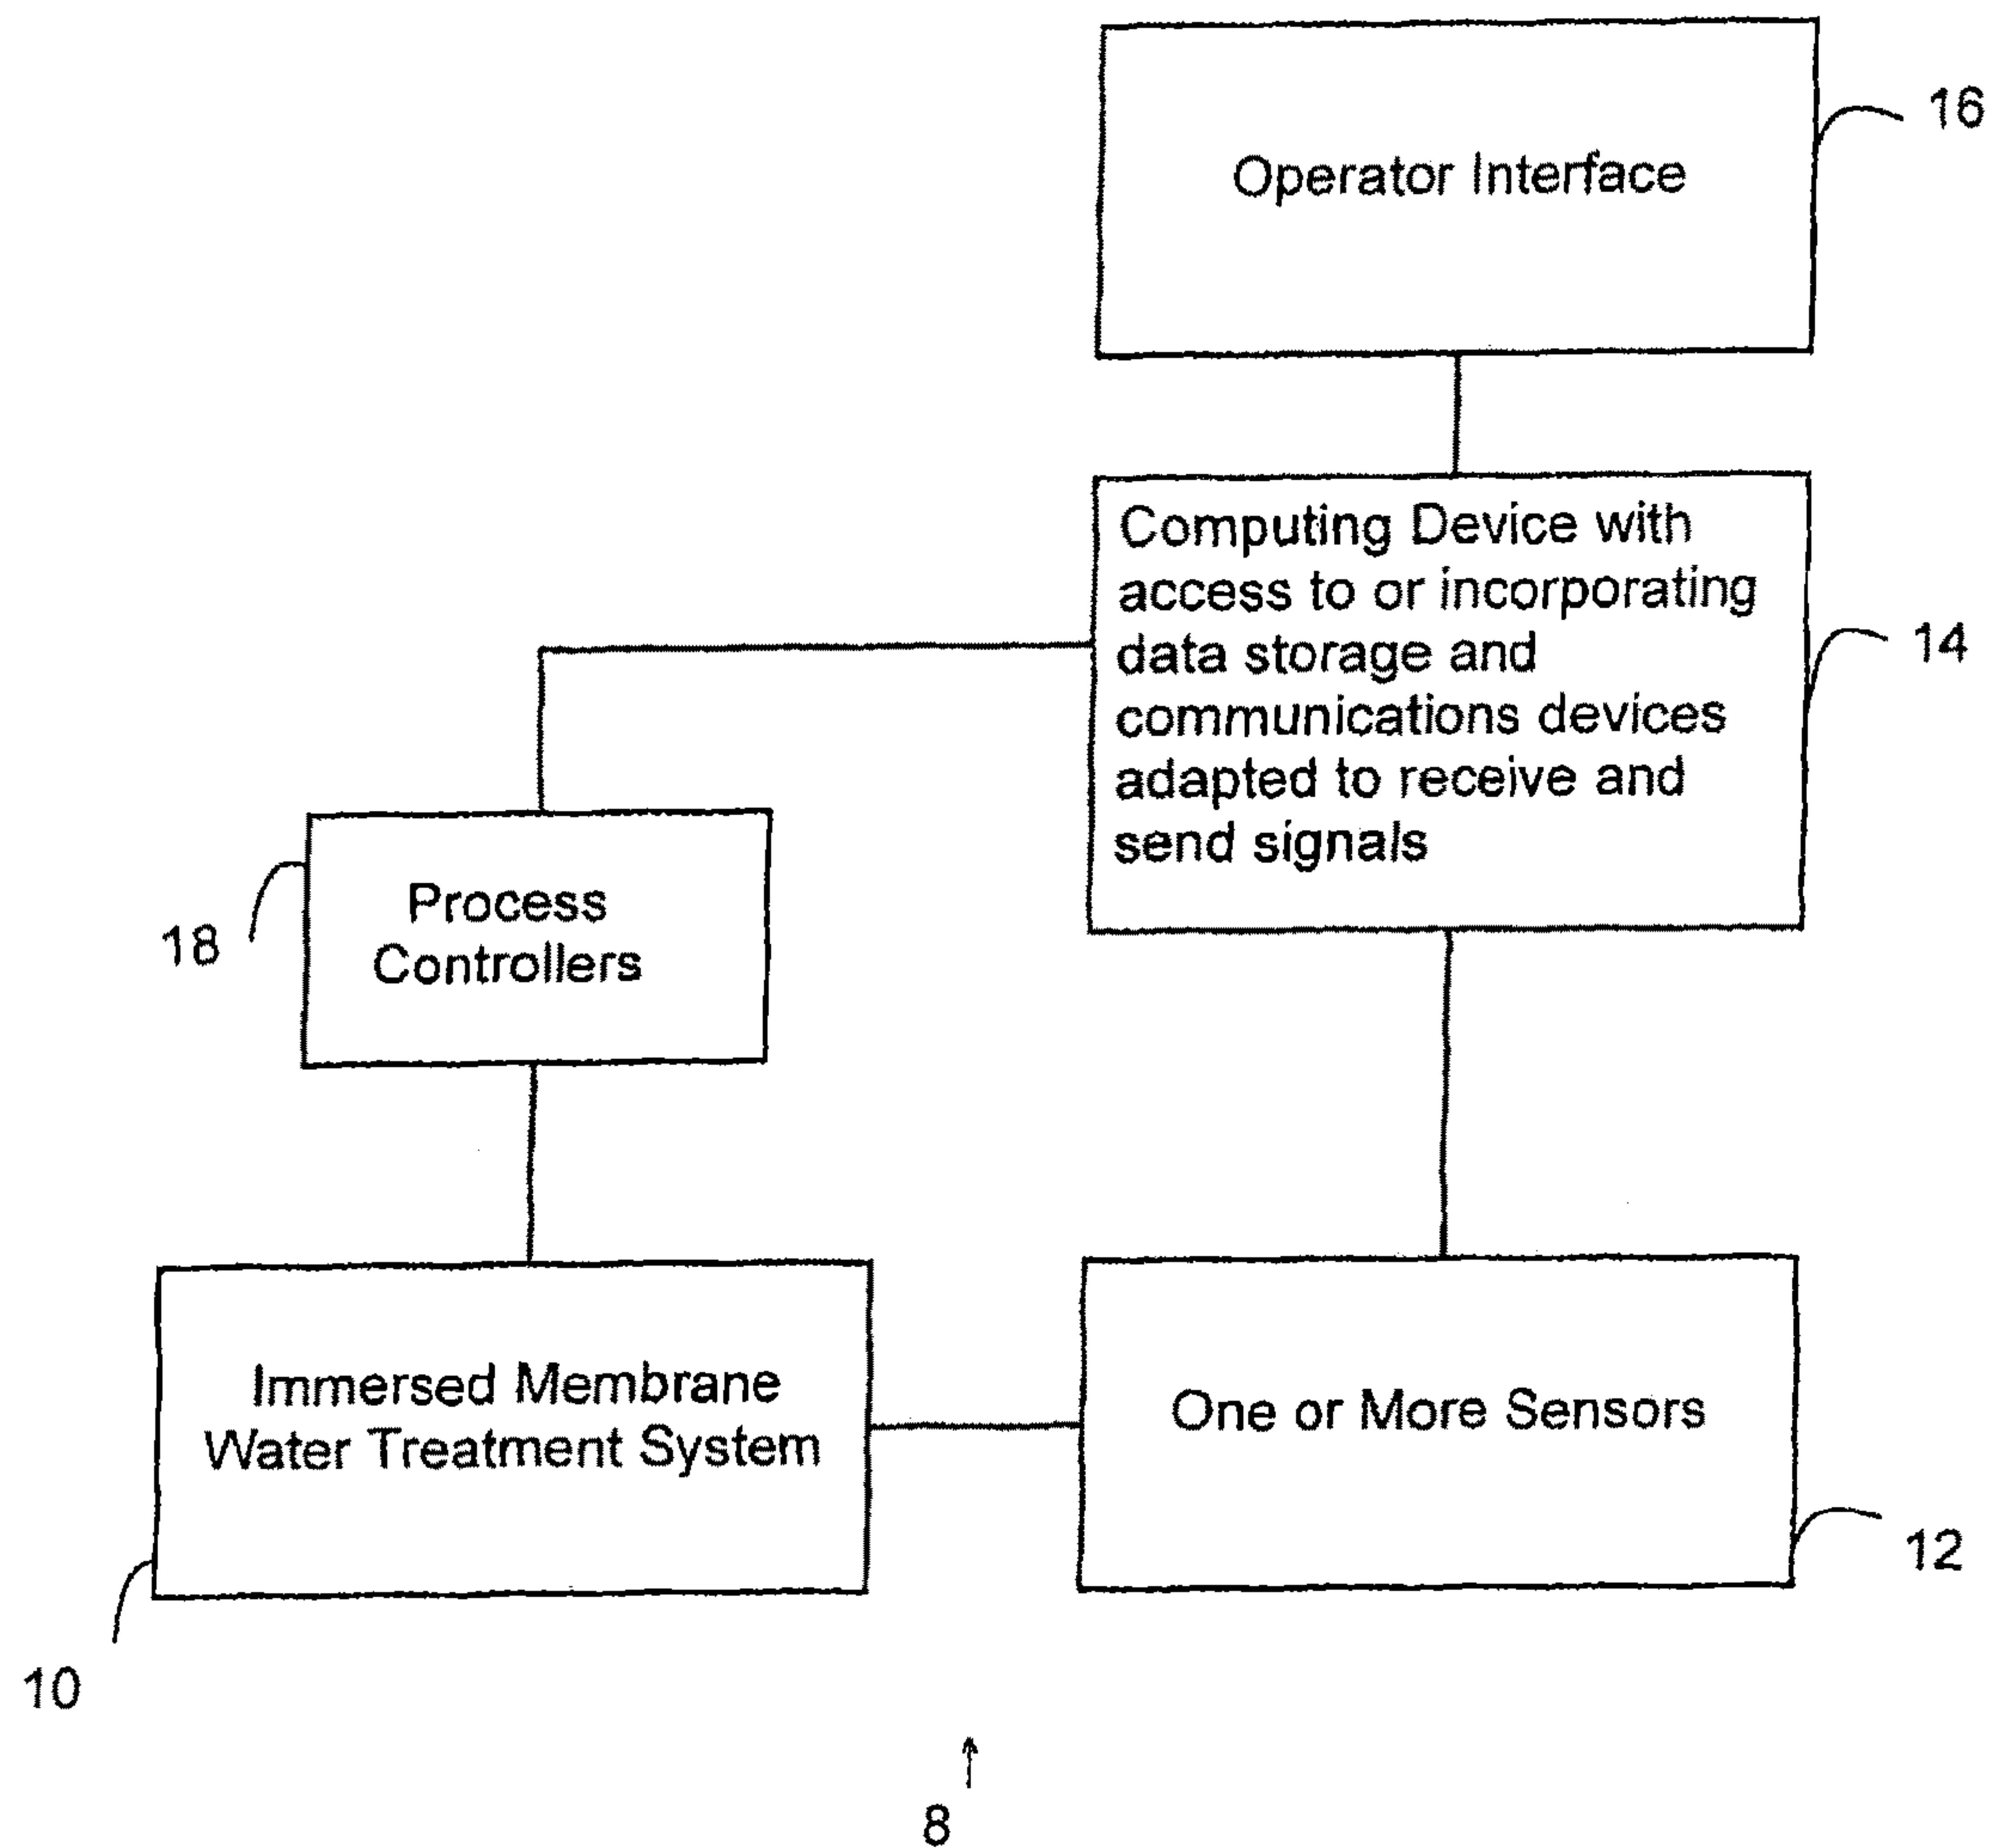 Operator Interface
16
Computing Device with
access to or incorporating
data storage and
communications devices
adapted to receive and
send signals
14
Process
Controllers
18
Immersed Membrane
Water Treatment System
10
One or More Sensors
12
8